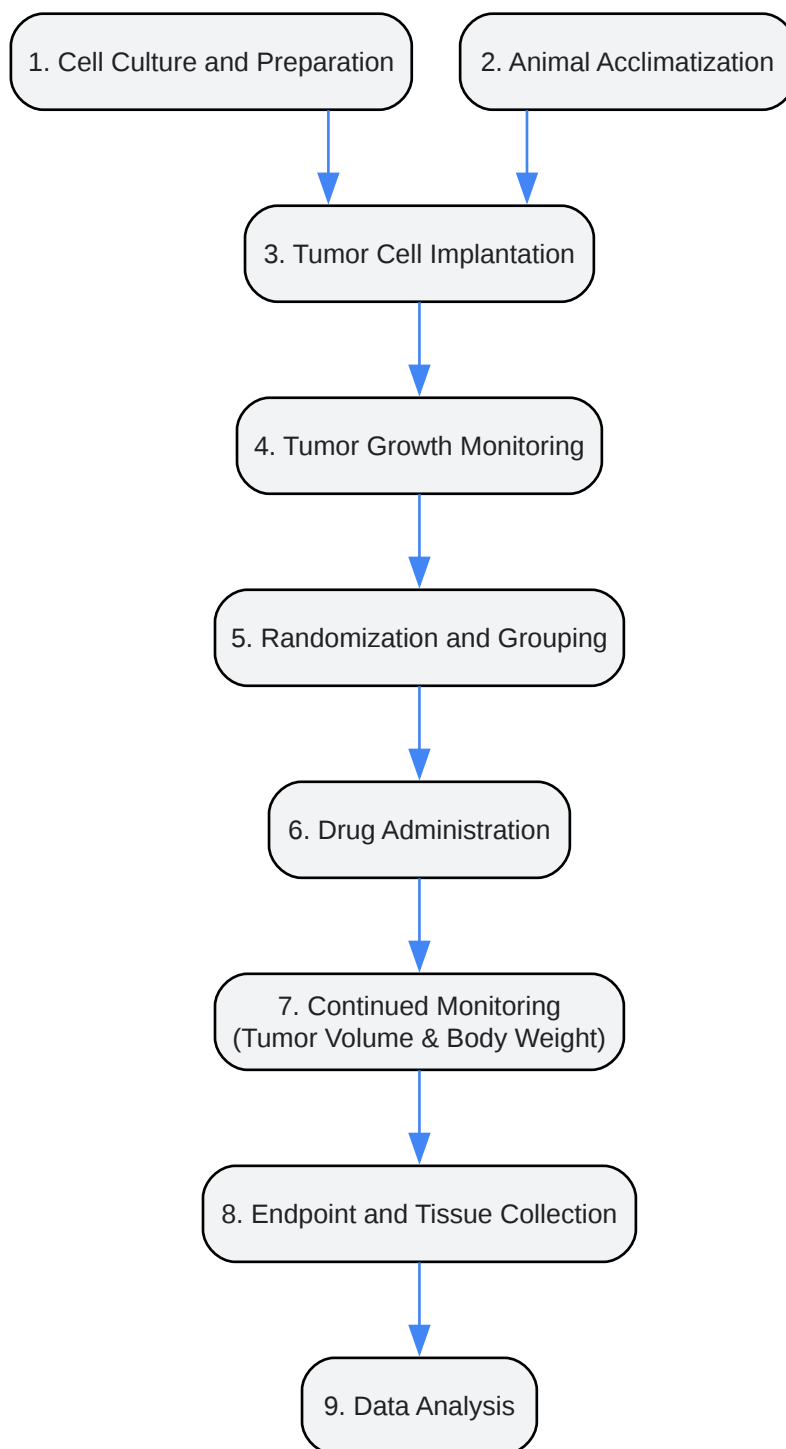 1. Cell Culture and Preparation
2. Animal Acclimatization
3. Tumor Cell Implantation
4. Tumor Growth Monitoring
5. Randomization and Grouping
6. Drug Administration
7. Continued Monitoring
(Tumor Volume & Body Weight)
8. Endpoint and Tissue Collection
9. Data Analysis